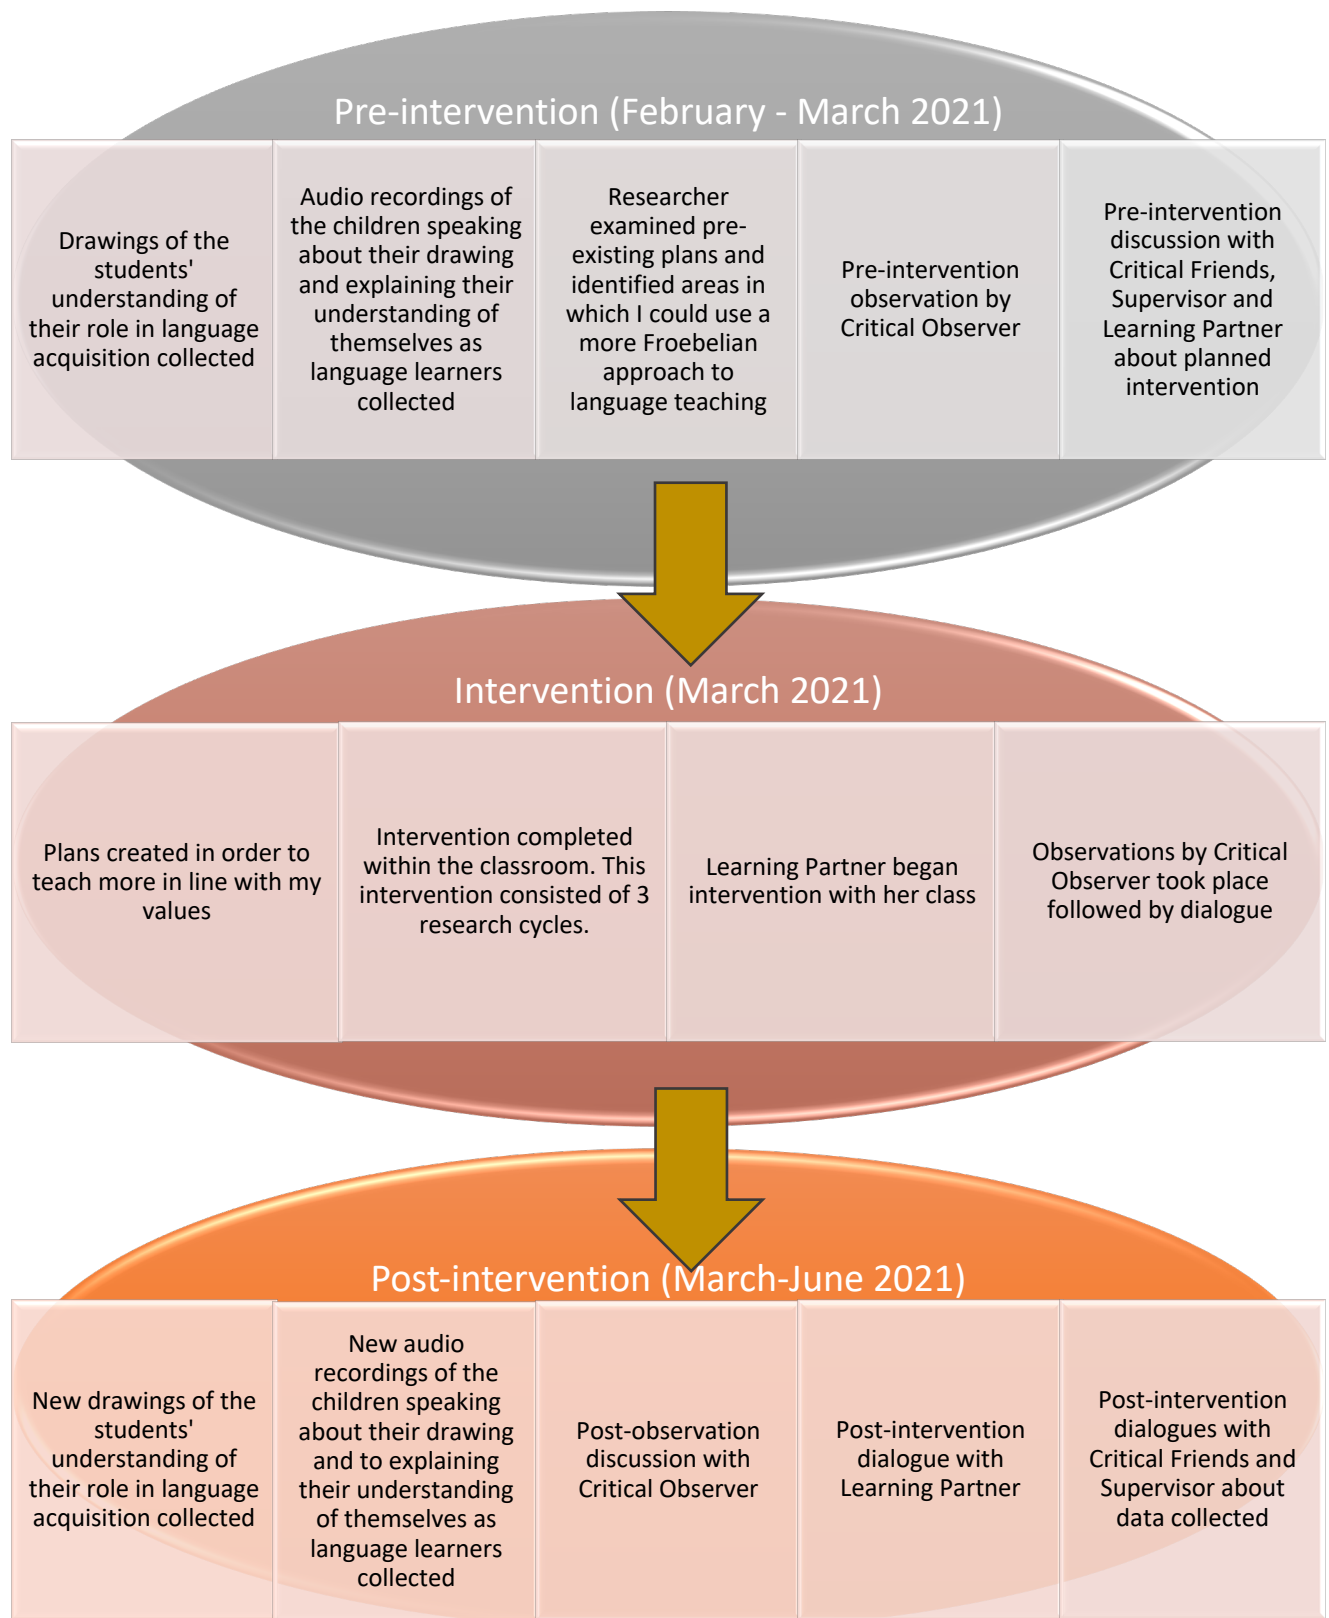 Pre-intervention (February - March 2021)
Drawings of the
students'
understanding of
their role in language
acquisition collected
Audio recordings of
the children speaking
about their drawing
and explaining their
understanding of
themselves as
language learners
collected
Researcher
examined pre-
existing plans and
identified areas in
which I could use a
more Froebelian
approach to
language teaching
Pre-intervention
observation by
Critical Observer
Pre-intervention
discussion with
Critical Friends,
Supervisor and
Learning Partner
about planned
intervention
Intervention (March 2021)
Plans created in order to
teach more in line with my
values
Intervention completed
within the classroom. This
intervention consisted of 3
research cycles.
Learning Partner began
intervention with her class
Observations by Critical
Observer took place
followed by dialogue
Post-intervention (March-June 2021)
New drawings of the
students'
understanding of
their role in language
acquisition collected
New audio
recordings of the
children speaking
about their drawing
and to explaining
their understanding
of themselves as
language learners
collected
Post-observation
discussion with
Critical Observer
Post-intervention
dialogue with
Learning Partner
Post-intervention
dialogues with
Critical Friends and
Supervisor about
data collected